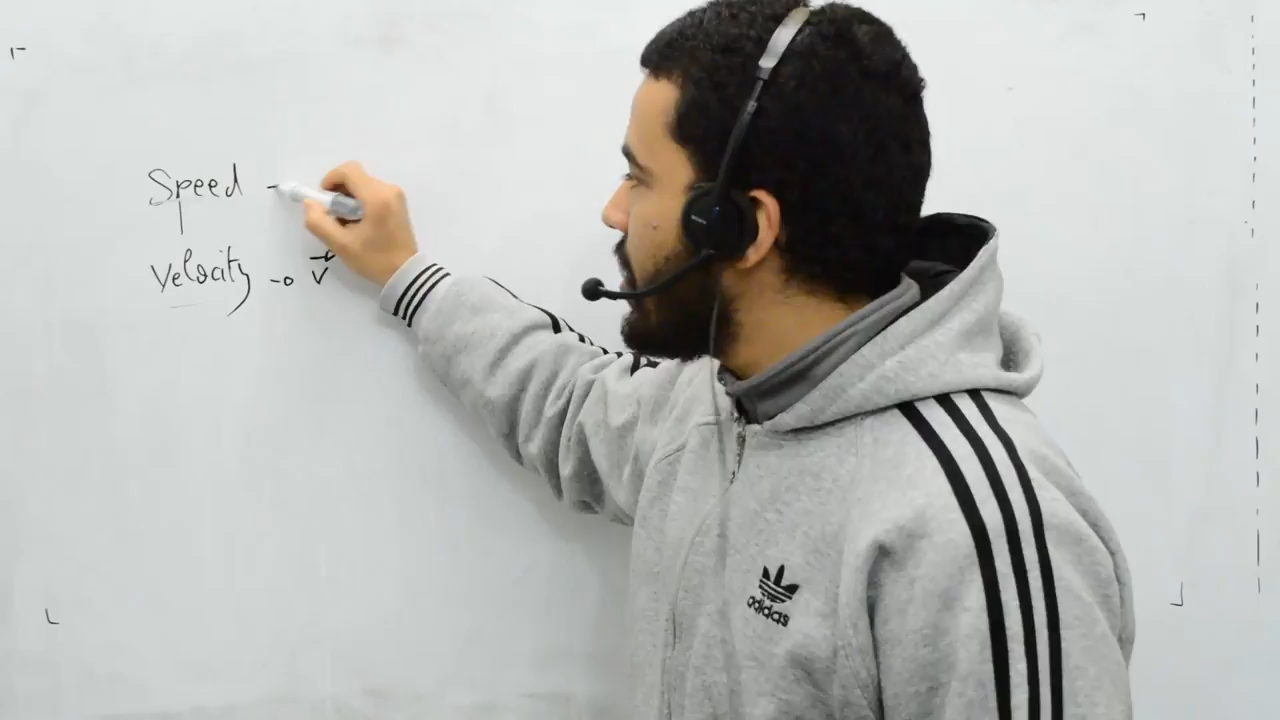 Speed -
Velocity → v⃗
adidas